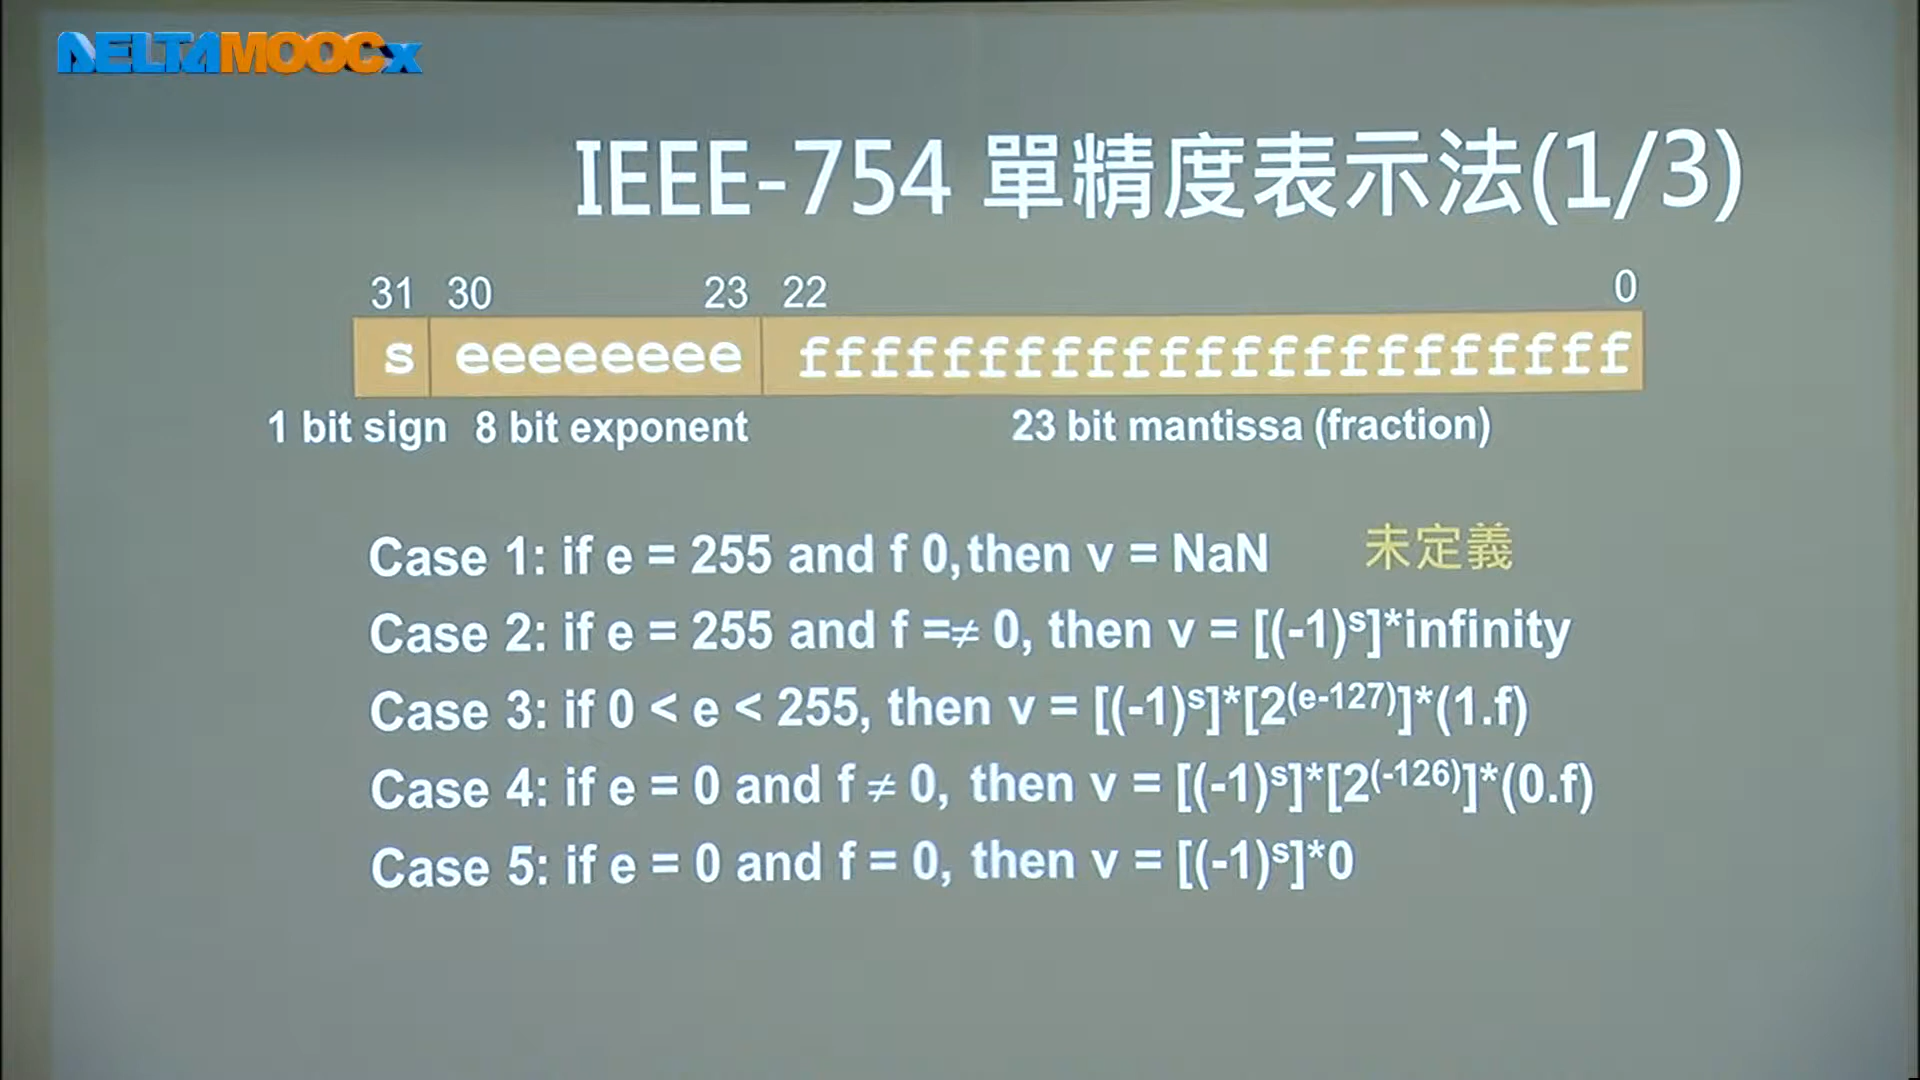 DELTAMOOCx
IEEE-754 單精度表示法(1/3)
31 30 23 22 0
s eeeeeeee fffffffffffffffffffffff
1 bit sign 8 bit exponent 23 bit mantissa (fraction)
Case 1: if e = 255 and f 0, then v = NaN 未定義
Case 2: if e = 255 and f =≠ 0, then v = [(-1)ˢ]*infinity
Case 3: if 0 < e < 255, then v = [(-1)ˢ]*[2⁽ᵉ⁻¹²⁷⁾]*(1.f)
Case 4: if e = 0 and f ≠ 0, then v = [(-1)ˢ]*[2⁽⁻¹²⁶⁾]*(0.f)
Case 5: if e = 0 and f = 0, then v = [(-1)ˢ]*0